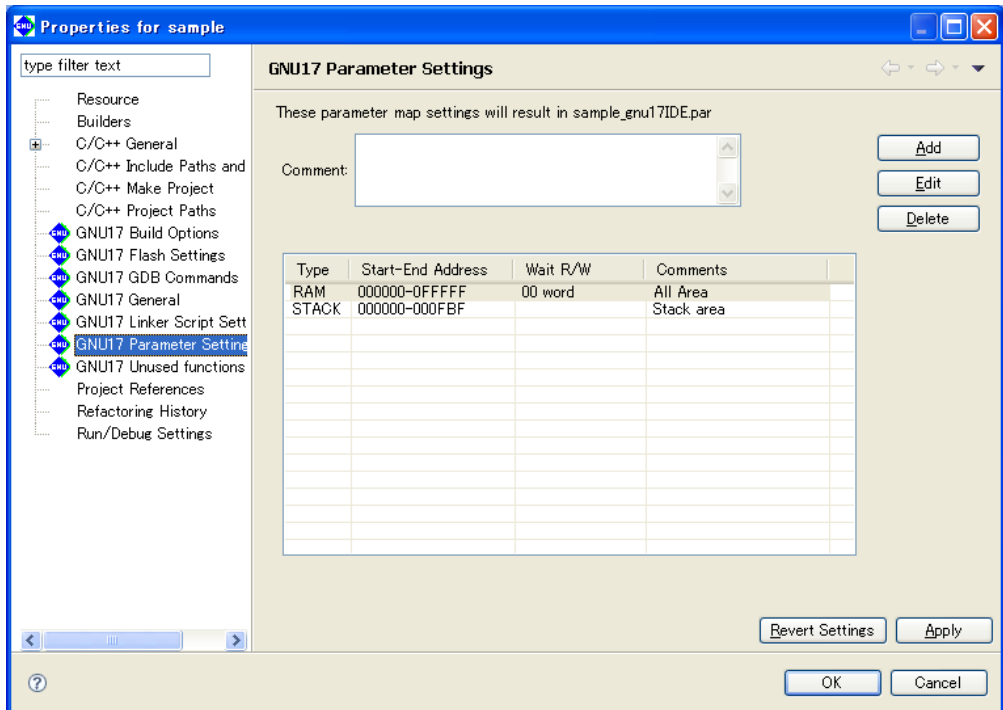 Properties for sample
type filter text
Resource
Builders
C/C++ General
C/C++ Include Paths and
C/C++ Make Project
C/C++ Project Paths
GNU17 Build Options
GNU17 Flash Settings
GNU17 GDB Commands
GNU17 General
GNU17 Linker Script Sett
GNU17 Parameter Setting
GNU17 Unused functions
Project References
Refactoring History
Run/Debug Settings
GNU17 Parameter Settings
These parameter map settings will result in sample_gnu17IDE.par
Comment:
Add
Edit
Delete
Type Start-End Address Wait R/W Comments
RAM 000000-0FFFFF 00 word All Area
STACK 000000-000FBF Stack area
Revert Settings Apply
OK Cancel